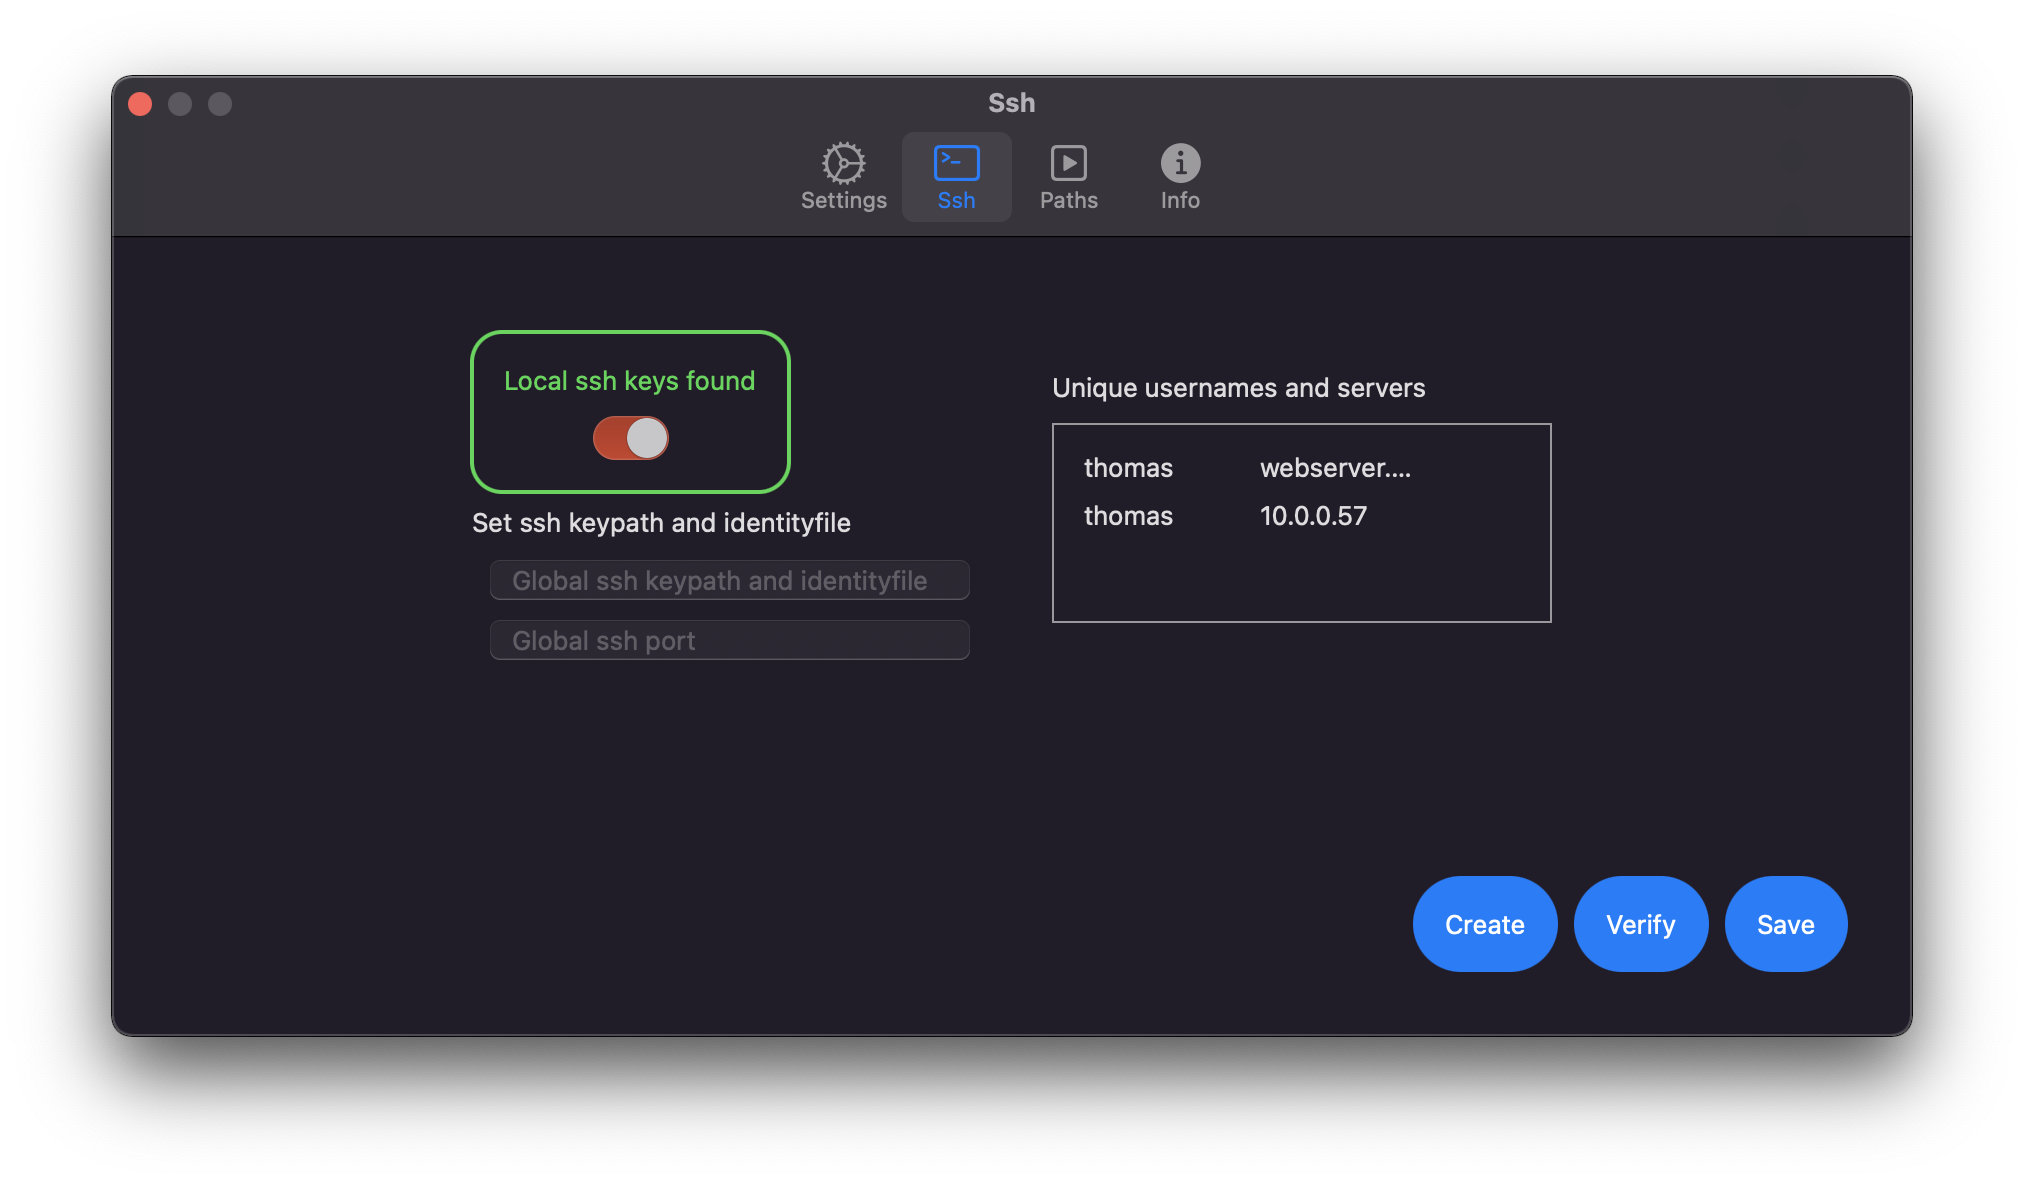 Ssh
Settings
Ssh
Paths
Info
Local ssh keys found
Set ssh keypath and identityfile
Global ssh keypath and identityfile
Global ssh port
Unique usernames and servers
thomas webserver....
thomas 10.0.0.57
Create
Verify
Save